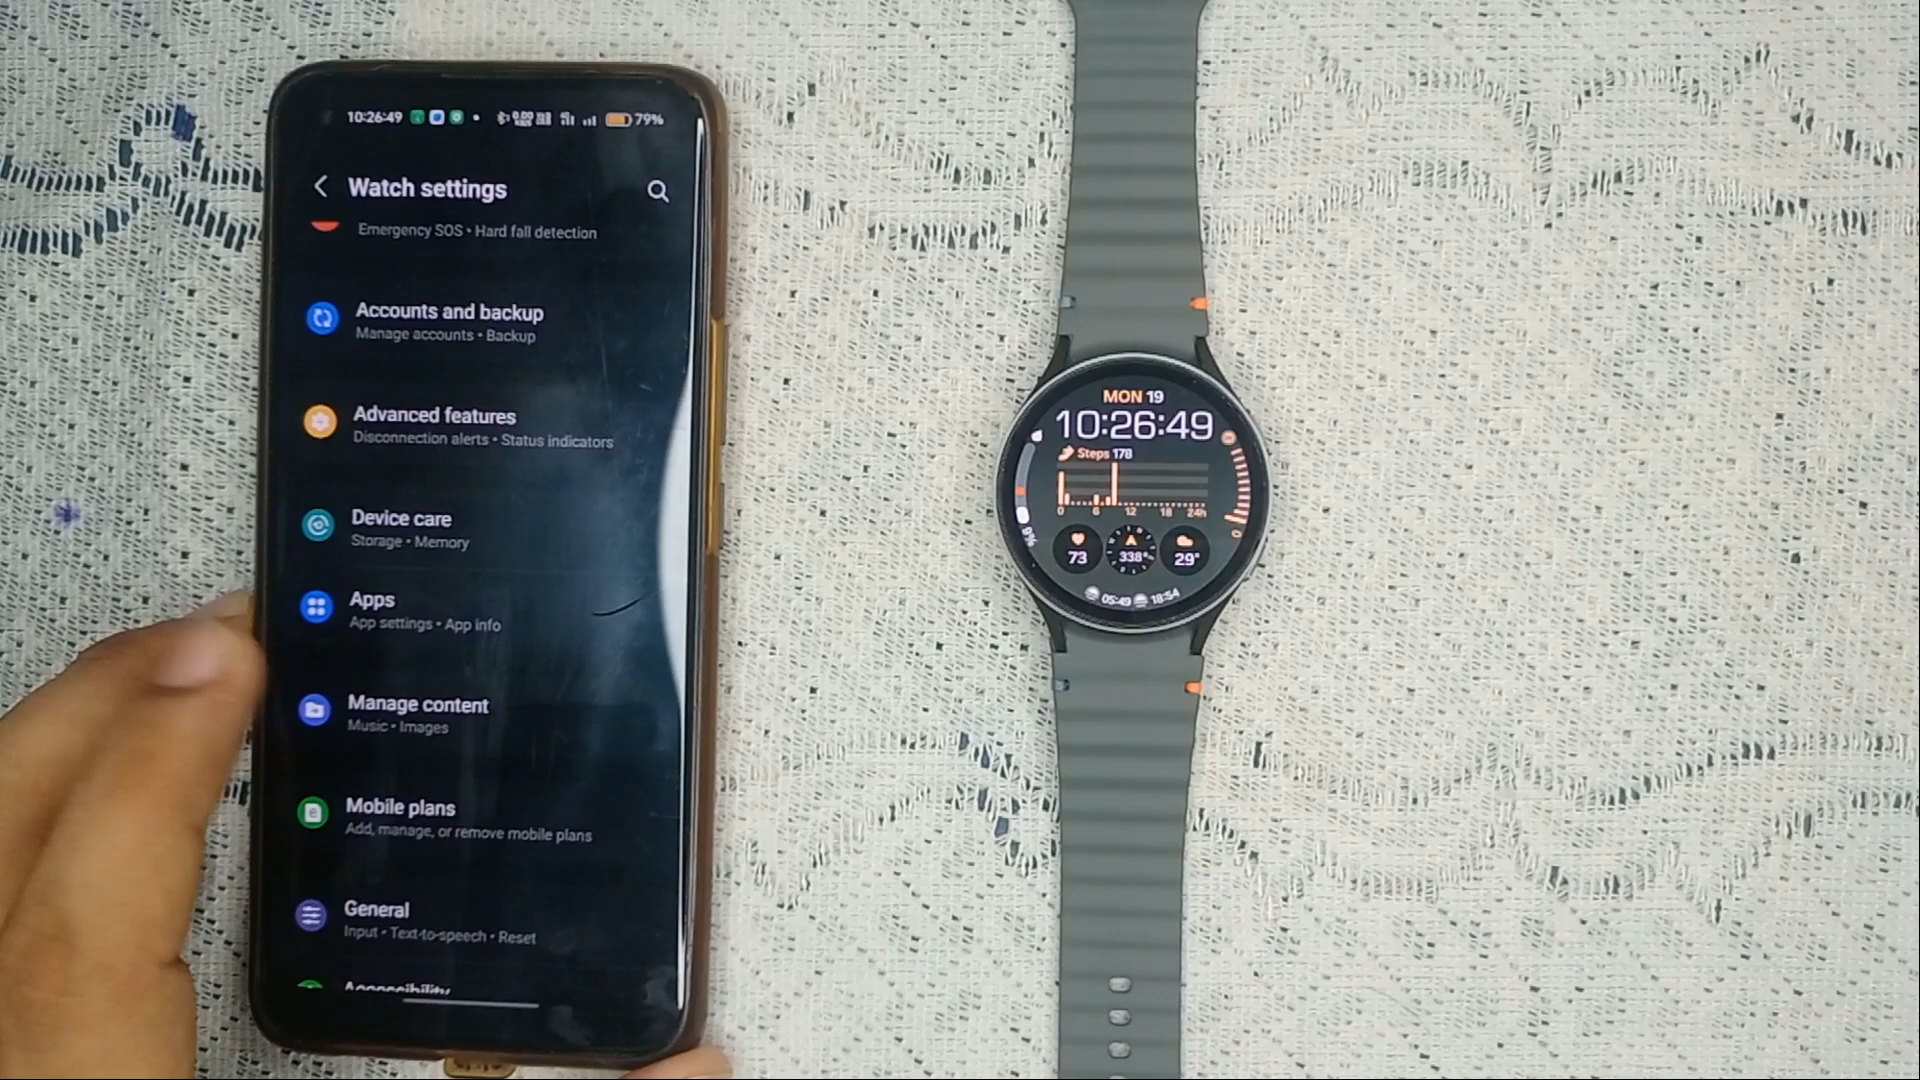 10:26:49
79%
Watch settings
Emergency SOS • Hard fall detection
Accounts and backup
Manage accounts • Backup
Advanced features
Disconnection alerts • Status indicators
Device care
Storage • Memory
Apps
App settings • App info
Manage content
Music • Images
Mobile plans
Add, manage, or remove mobile plans
General
Input • Text-to-speech • Reset
Accessibility
MON 19
10:26:49
Steps 178
0 6 12 18 24h
73 338° 29°
05:49 18:54
0